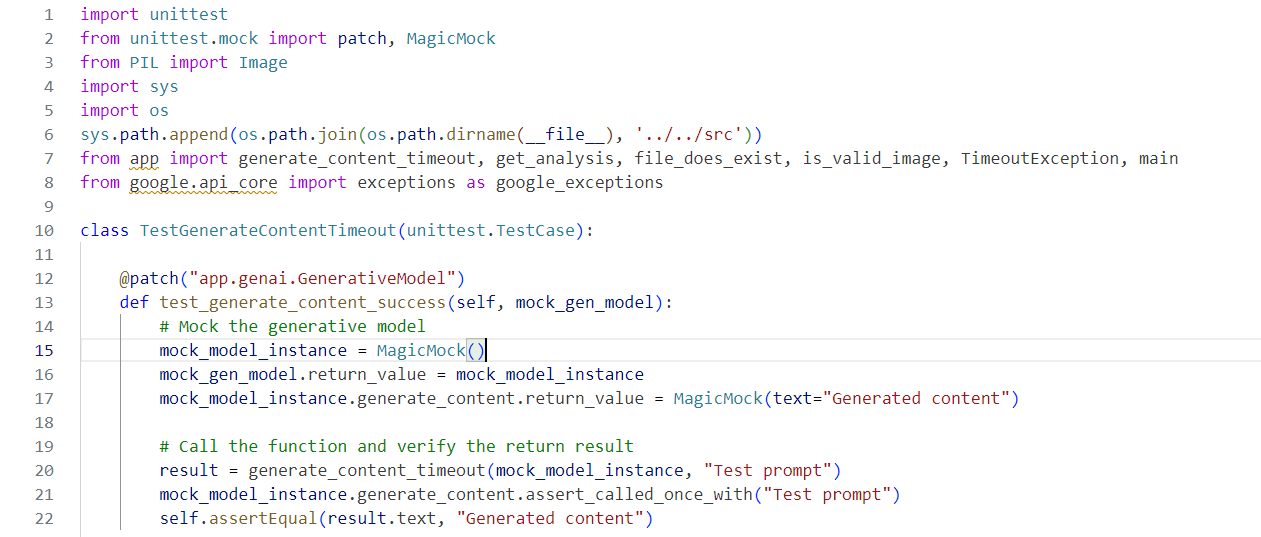 1 import unittest
2 from unittest.mock import patch, MagicMock
3 from PIL import Image
4 import sys
5 import os
6 sys.path.append(os.path.join(os.path.dirname(__file__), '../../src'))
7 from app import generate_content_timeout, get_analysis, file_does_exist, is_valid_image, TimeoutException, main
8 from google.api_core import exceptions as google_exceptions
9
10 class TestGenerateContentTimeout(unittest.TestCase):
11
12     @patch("app.genai.GenerativeModel")
13     def test_generate_content_success(self, mock_gen_model):
14         # Mock the generative model
15         mock_model_instance = MagicMock()
16         mock_gen_model.return_value = mock_model_instance
17         mock_model_instance.generate_content.return_value = MagicMock(text="Generated content")
18
19         # Call the function and verify the return result
20         result = generate_content_timeout(mock_model_instance, "Test prompt")
21         mock_model_instance.generate_content.assert_called_once_with("Test prompt")
22         self.assertEqual(result.text, "Generated content")